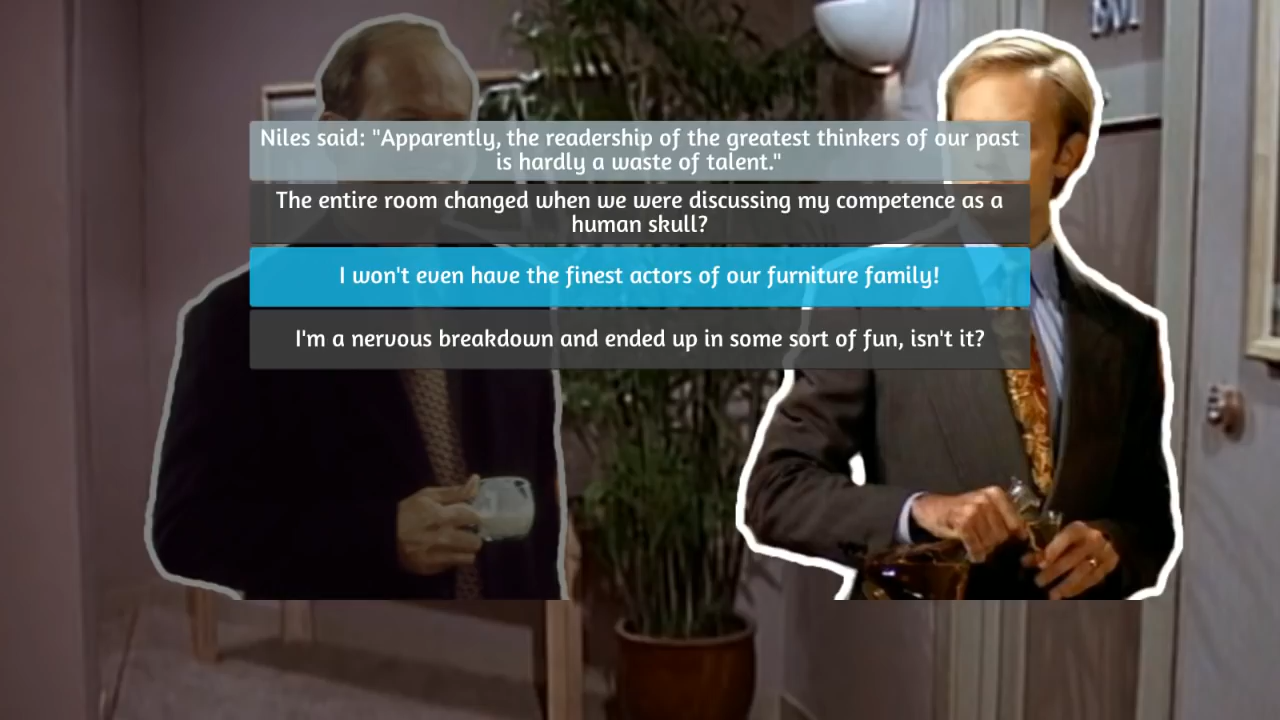 Niles said: "Apparently, the readership of the greatest thinkers of our past
is hardly a waste of talent."
The entire room changed when we were discussing my competence as a
human skull?
I won't even have the finest actors of our furniture family!
I'm a nervous breakdown and ended up in some sort of fun, isn't it?